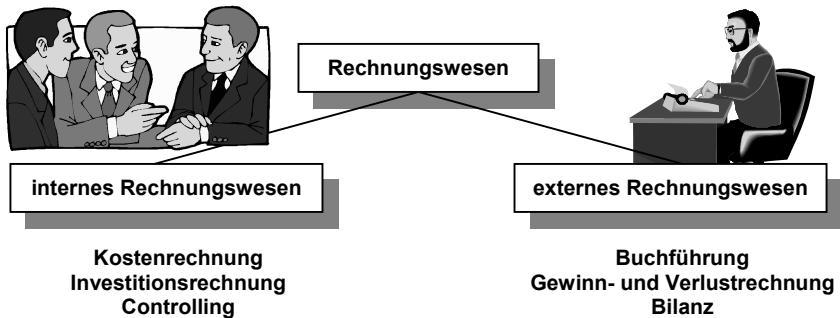 Rechnungswesen
internes Rechnungswesen
externes Rechnungswesen
Kostenrechnung
Investitionsrechnung
Controlling
Buchführung
Gewinn- und Verlustrechnung
Bilanz